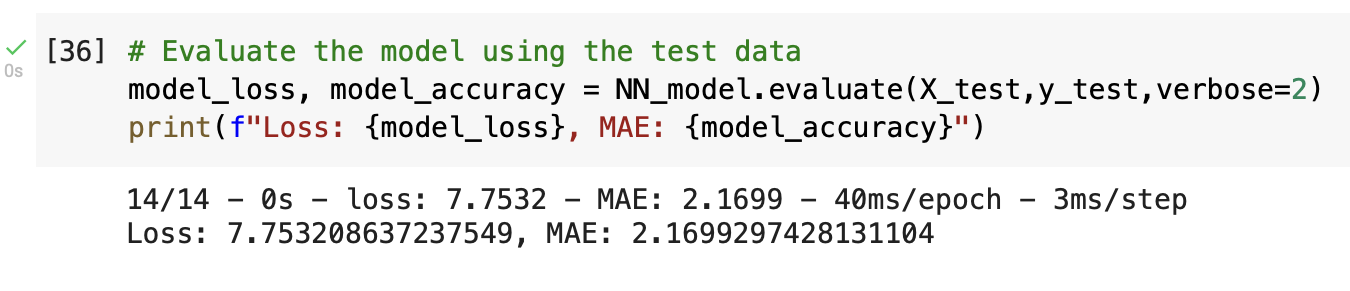 [36] # Evaluate the model using the test data
0s
model_loss, model_accuracy = NN_model.evaluate(X_test,y_test,verbose=2)
print(f"Loss: {model_loss}, MAE: {model_accuracy}")
14/14 - 0s - loss: 7.7532 - MAE: 2.1699 - 40ms/epoch - 3ms/step
Loss: 7.753208637237549, MAE: 2.1699297428131104